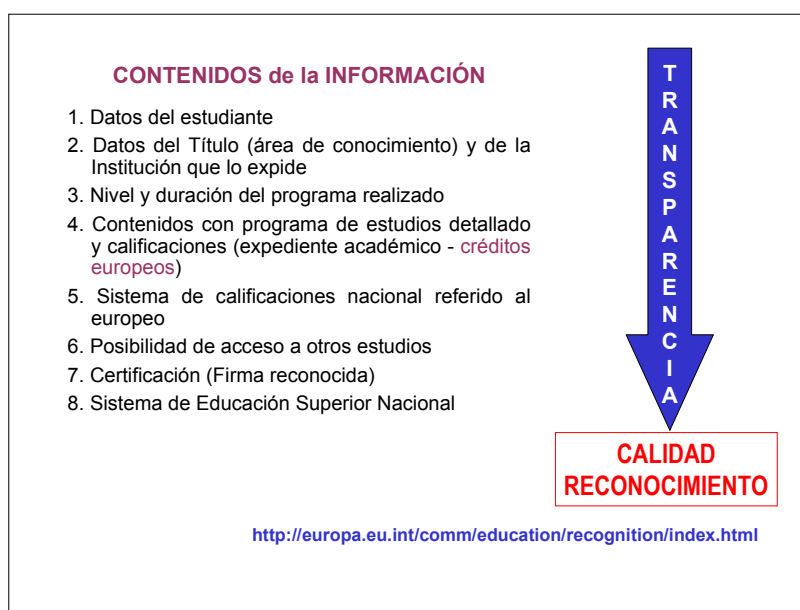 CONTENIDOS de la INFORMACIÓN
1. Datos del estudiante
2. Datos del Título (área de conocimiento) y de la
Institución que lo expide
3. Nivel y duración del programa realizado
4. Contenidos con programa de estudios detallado
y calificaciones (expediente académico - créditos
europeos)
5. Sistema de calificaciones nacional referido al
europeo
6. Posibilidad de acceso a otros estudios
7. Certificación (Firma reconocida)
8. Sistema de Educación Superior Nacional
TRANSPARENCIA
CALIDAD
RECONOCIMIENTO
http://europa.eu.int/comm/education/recognition/index.html